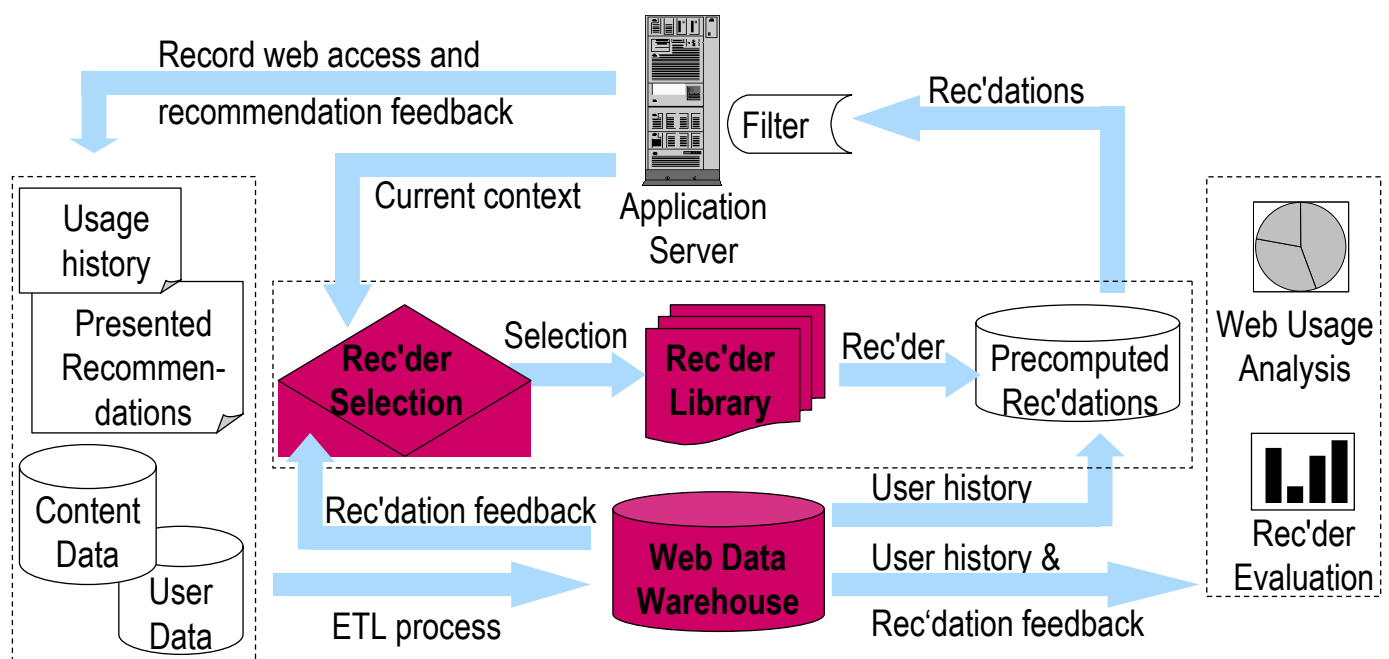 Record web access and
recommendation feedback
Rec'dations
Filter
Current context
Application
Server
Usage
history
Presented
Recommen-
dations
Content
Data
User
Data
Rec'der
Selection
Selection
Rec'der
Library
Rec'der
Precomputed
Rec'dations
Web Usage
Analysis
Rec'der
Evaluation
Rec'dation feedback
Web Data
Warehouse
User history
User history &
Rec‘dation feedback
ETL process